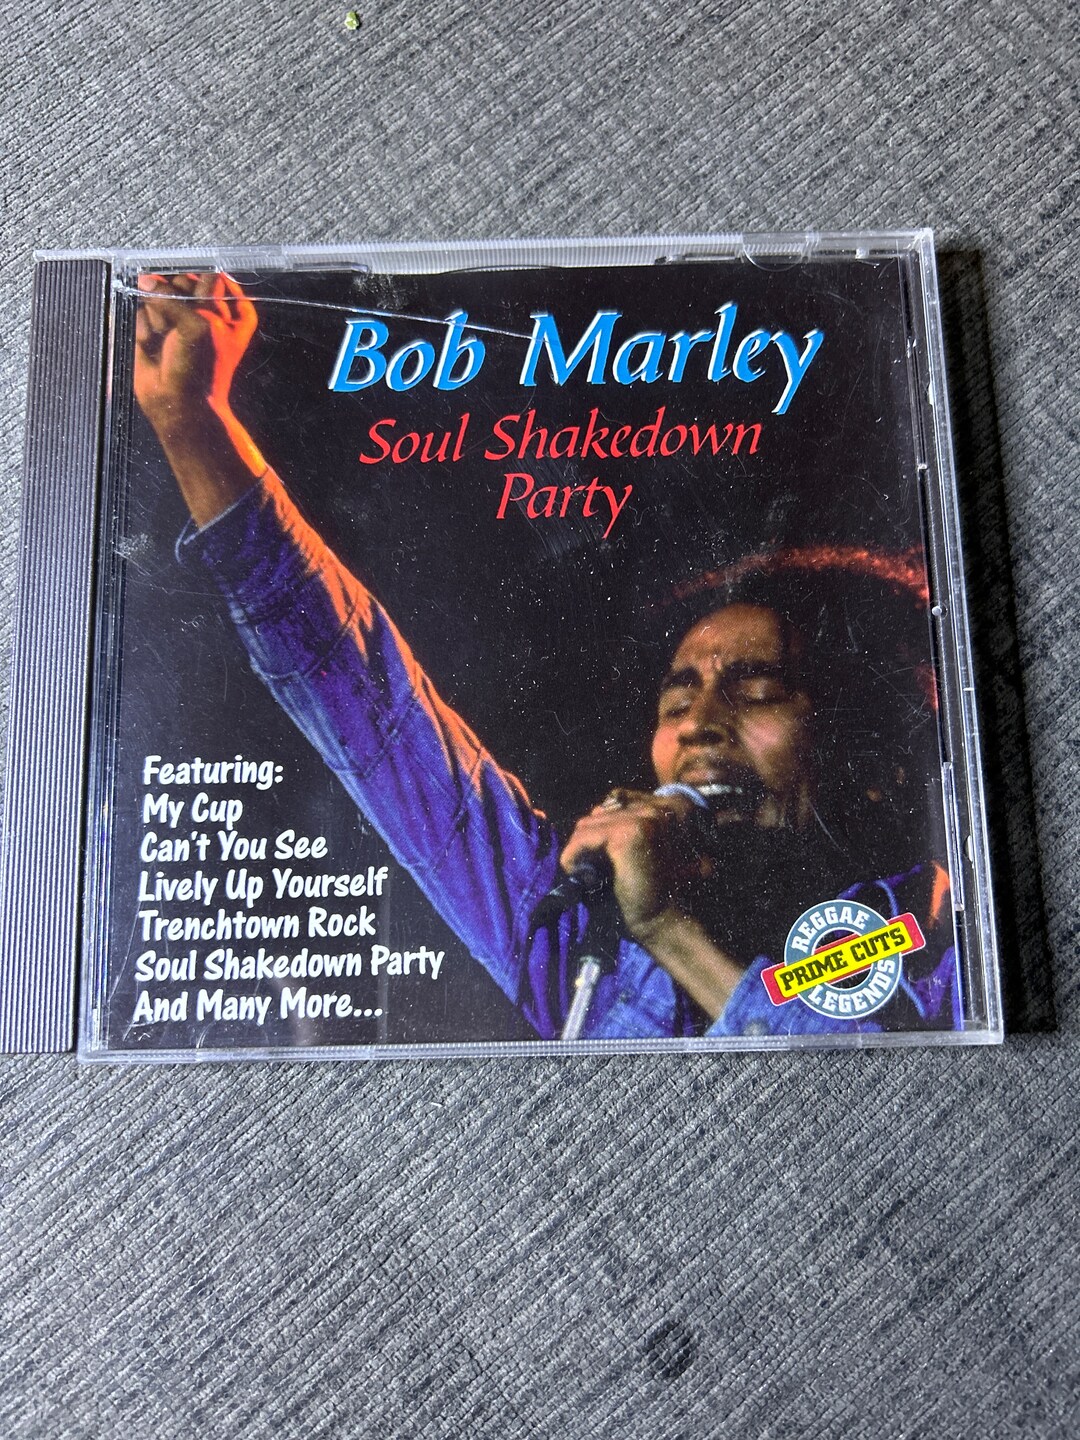 Bob Marley
Soul Shakedown
Party
Featuring:
My Cup
Can't You See
Lively Up Yourself
Trenchtown Rock
Soul Shakedown Party
And Many More...
REGGAE
PRIME CUTS
LEGENDS